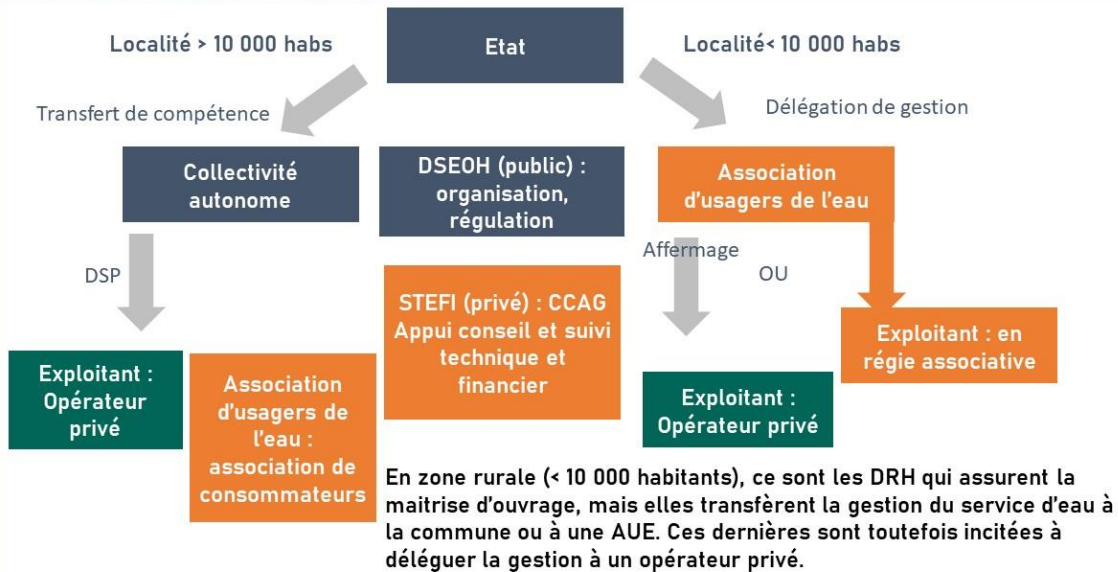 Localité > 10 000 habs
Etat
Localité< 10 000 habs
Transfert de compétence
Délégation de gestion
Collectivité
autonome
DSEOH (public) :
organisation,
régulation
Association
d'usagers de l'eau
DSP
Affermage
OU
STEFI (privé) : CCAG
Appui conseil et suivi
technique et
financier
Exploitant : en
régie associative
Exploitant :
Opérateur
privé
Association
d'usagers de
l'eau :
association de
consommateurs
Exploitant :
Opérateur privé
En zone rurale (< 10 000 habitants), ce sont les DRH qui assurent la
maitrise d'ouvrage, mais elles transfèrent la gestion du service d'eau à
la commune ou à une AUE. Ces dernières sont toutefois incitées à
déléguer la gestion à un opérateur privé.